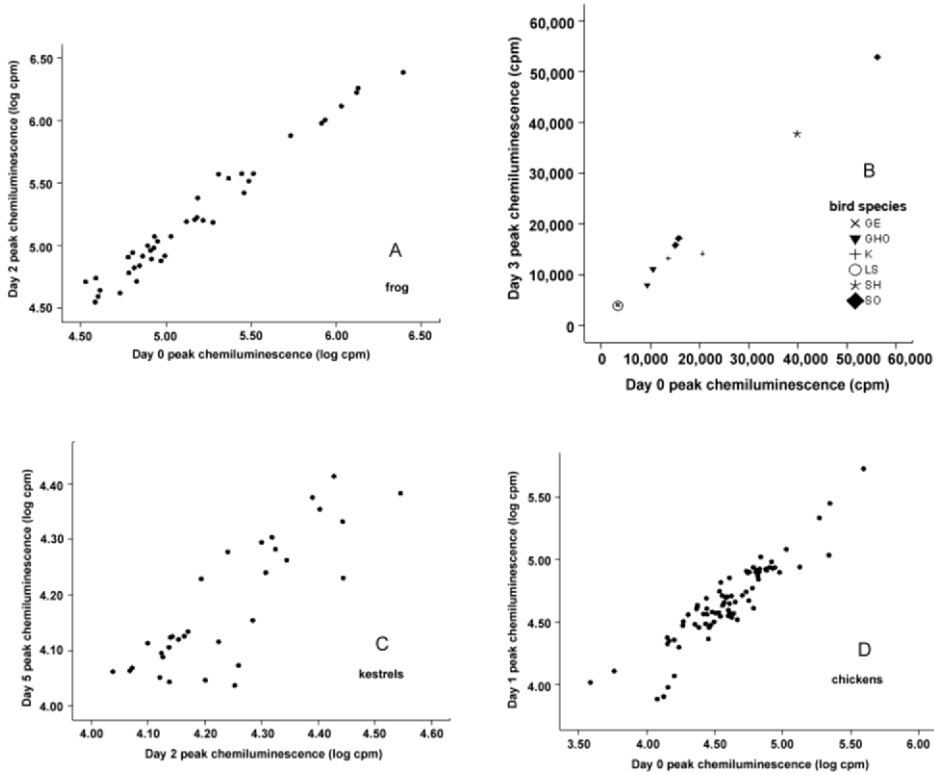 Day 2 peak chemiluminescence (log cpm)
6.50
6.00
5.50
5.00
4.50
A
frog
4.50 5.00 5.50 6.00 6.50
Day 0 peak chemiluminescence (log cpm)
Day 3 peak chemiluminescence (cpm)
60,000
50,000
40,000
30,000
20,000
10,000
0
B
bird species
GE
GHO
K
LS
SH
SO
0 10,000 20,000 30,000 40,000 50,000 60,000
Day 0 peak chemiluminescence (cpm)
Day 5 peak chemiluminescence (log cpm)
4.40
4.30
4.20
4.10
4.00
C
kestrels
4.00 4.10 4.20 4.30 4.40 4.50 4.60
Day 2 peak chemiluminescence (log cpm)
Day 1 peak chemiluminescence (log cpm)
5.50
5.00
4.50
4.00
D
chickens
3.50 4.00 4.50 5.00 5.50 6.00
Day 0 peak chemiluminescence (log cpm)